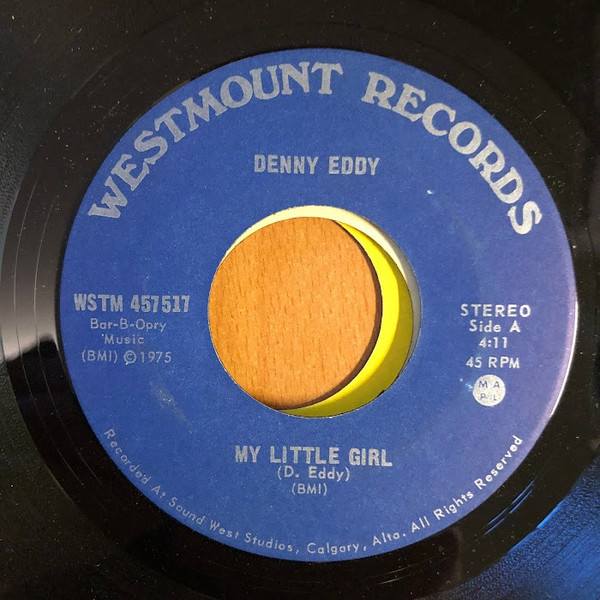 WESTMOUNT RECORDS
DENNY EDDY
WSTM 457517
Bar-B-Opry
Music
(BMI) © 1975
STEREO
Side A
4:11
45 RPM
M A
P L
MY LITTLE GIRL
(D. Eddy)
(BMI)
Recorded At Sound West Studios, Calgary, Alta. All Rights Reserved